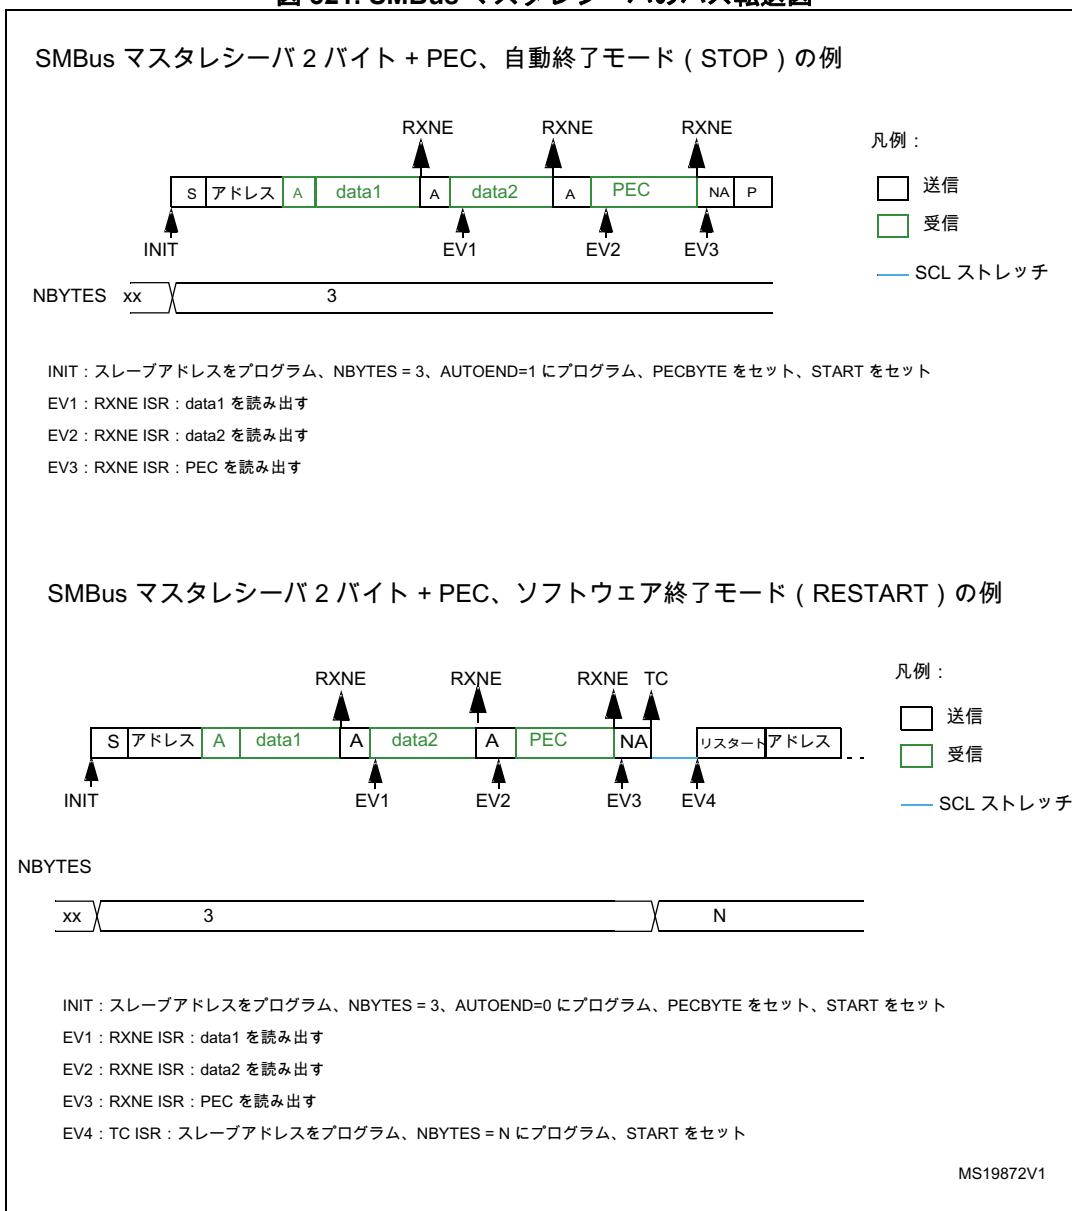 SMBus マスタレシーバ 2 バイト + PEC、自動終了モード ( STOP ) の例
RXNE RXNE RXNE
凡例 :
S アドレス A data1 A data2 A PEC NA P
送信
受信
INIT EV1 EV2 EV3
SCL ストレッチ
NBYTES xx 3
INIT : スレーブアドレスをプログラム、NBYTES = 3、AUTOEND=1 にプログラム、PECBYTE をセット、START をセット
EV1 : RXNE ISR : data1 を読み出す
EV2 : RXNE ISR : data2 を読み出す
EV3 : RXNE ISR : PEC を読み出す
SMBus マスタレシーバ 2 バイト + PEC、ソフトウェア終了モード ( RESTART ) の例
RXNE RXNE RXNE TC
凡例 :
S アドレス A data1 A data2 A PEC NA リスタート アドレス
送信
受信
INIT EV1 EV2 EV3 EV4
SCL ストレッチ
NBYTES
xx 3 N
INIT : スレーブアドレスをプログラム、NBYTES = 3、AUTOEND=0 にプログラム、PECBYTE をセット、START をセット
EV1 : RXNE ISR : data1 を読み出す
EV2 : RXNE ISR : data2 を読み出す
EV3 : RXNE ISR : PEC を読み出す
EV4 : TC ISR : スレーブアドレスをプログラム、NBYTES = N にプログラム、START をセット
MS19872V1